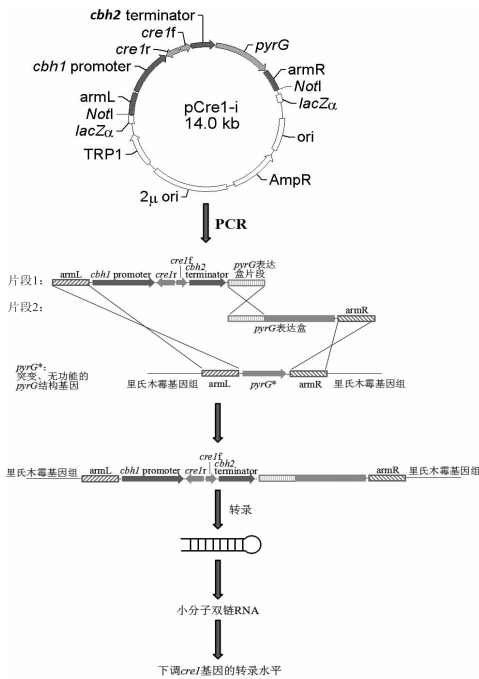 cbh2 terminator
cre1f
cre1r
pyrG
cbh1 promoter
armR
NotI
armL
lacZα
NotI
pCre1-i
14.0 kb
lacZα
ori
TRP1
AmpR
2μ ori
PCR
片段1：
armL
cbh1 promoter
cre1r
cre1f
cbh2
terminator
pyrG表达
盒片段
片段2：
armR
pyrG表达盒
pyrG*：
突变、无功能的
pyrG结构基因
里氏木霉基因组
armL
pyrG*
armR
里氏木霉基因组
里氏木霉基因组
armL
cbh1 promoter
cre1r
cre1f
cbh2
terminator
armR
里氏木霉基因组
转录
小分子双链RNA
下调cre1基因的转录水平